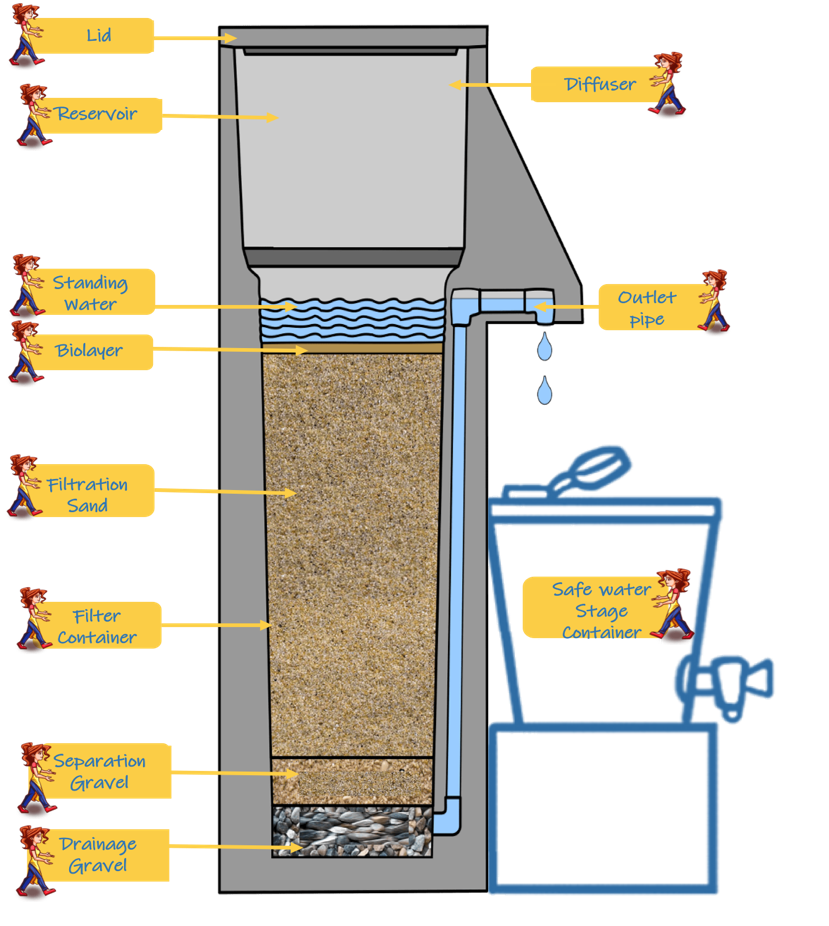 Lid
Diffuser
Reservoir
Standing
Water
Outlet
pipe
Biolayer
Filtration
Sand
Safe water
Stage
Container
Filter
Container
Separation
Gravel
Drainage
Gravel